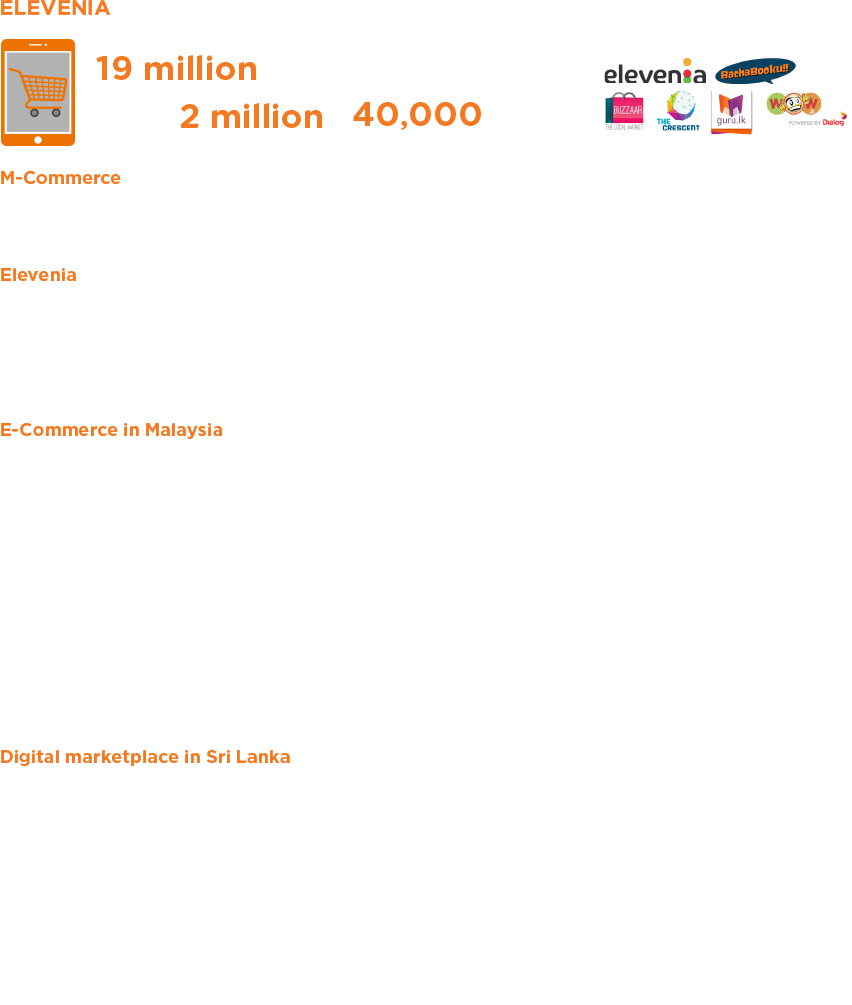 ELEVENIA
19 million
2 million 40,000
elevenia BachaBooku!!
BUZZAAR
THE LOCAL MARKET
THE CRESCENT
guru.lk
WOW
POWERED BY Dialog
M-Commerce
Elevenia
E-Commerce in Malaysia
Digital marketplace in Sri Lanka